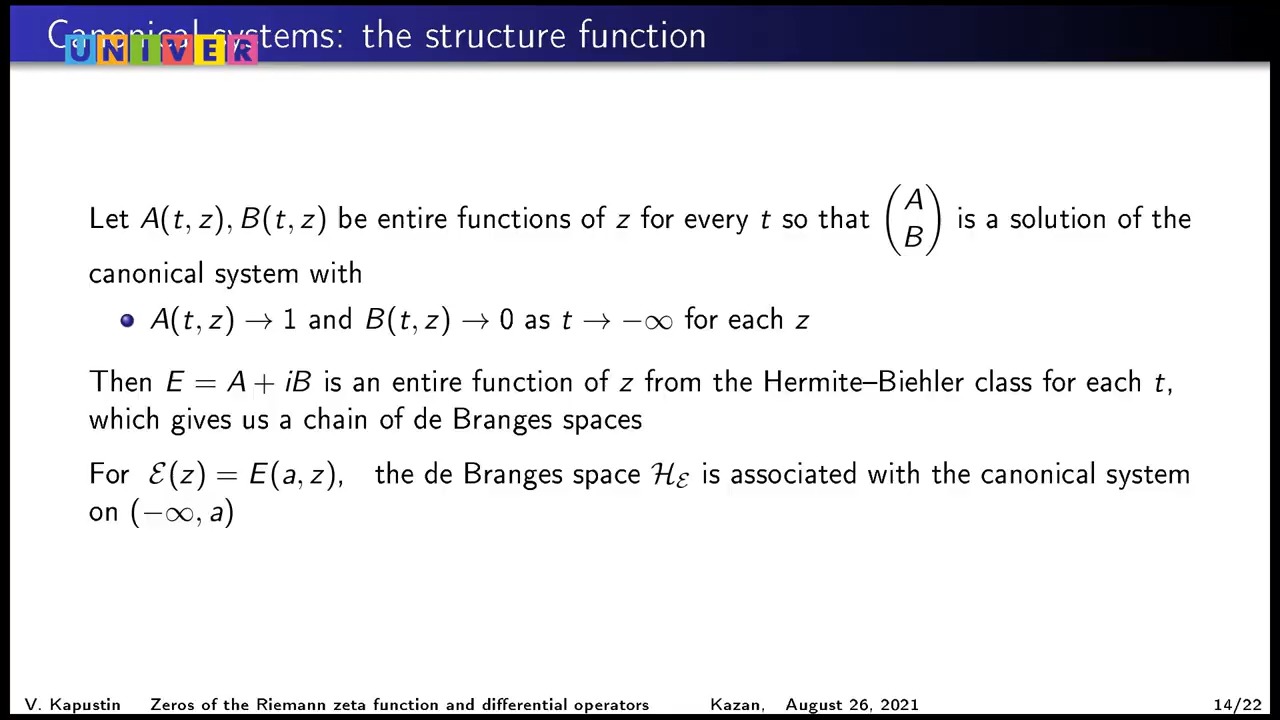 Canonical systems: the structure function
UNIVER
Let A(t, z), B(t, z) be entire functions of z for every t so that (A B) is a solution of the
canonical system with
• A(t, z) → 1 and B(t, z) → 0 as t → −∞ for each z
Then E = A + iB is an entire function of z from the Hermite–Biehler class for each t,
which gives us a chain of de Branges spaces
For ℰ(z) = E(a, z), the de Branges space ℋ_ℰ is associated with the canonical system
on (−∞, a)
V. Kapustin Zeros of the Riemann zeta function and differential operators Kazan, August 26, 2021 14/22